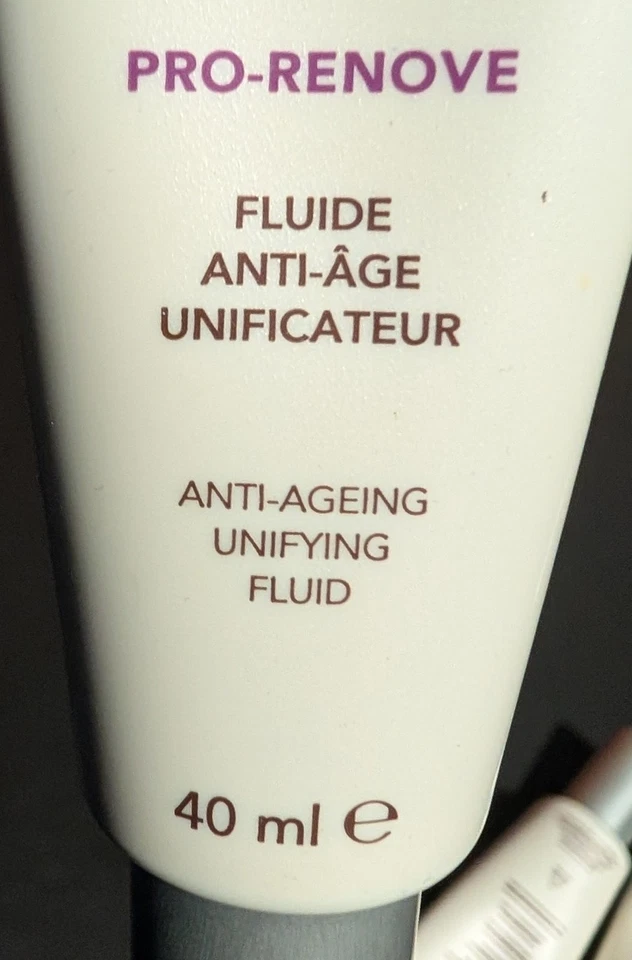 PRO-RENOVE
FLUIDE
ANTI-ÂGE
UNIFICATEUR
ANTI-AGEING
UNIFYING
FLUID
40 ml ℮